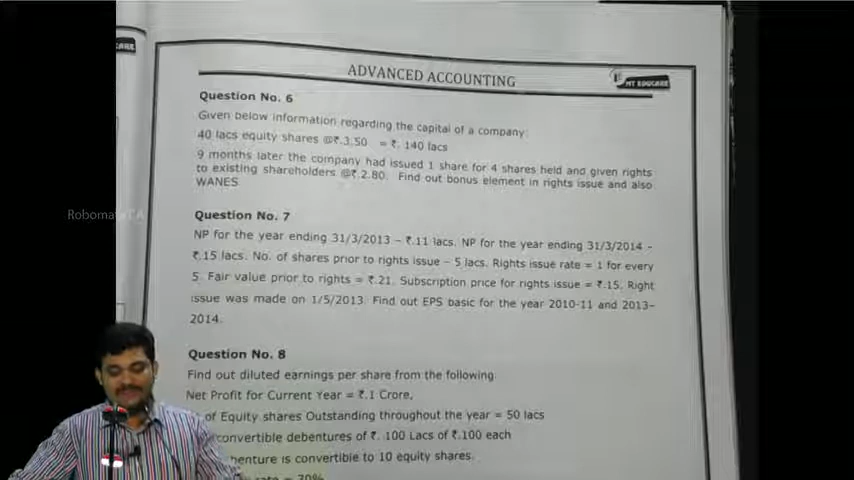 CARE
ADVANCED ACCOUNTING
MT EDUCARE
Question No. 6
Given below information regarding the capital of a company:
40 lacs equity shares @₹.3.50 = ₹. 140 lacs
9 months later the company had issued 1 share for 4 shares held and given rights
to existing shareholders @₹.2.80. Find out bonus element in rights issue and also
WANES
Question No. 7
NP for the year ending 31/3/2013 – ₹.11 lacs. NP for the year ending 31/3/2014 –
₹.15 lacs. No. of shares prior to rights issue – 5 lacs. Rights issue rate = 1 for every
5. Fair value prior to rights = ₹.21. Subscription price for rights issue = ₹.15. Right
issue was made on 1/5/2013. Find out EPS basic for the year 2010-11 and 2013-
2014.
Question No. 8
Find out diluted earnings per share from the following:
Net Profit for Current Year = ₹.1 Crore,
of Equity shares Outstanding throughout the year = 50 lacs
convertible debentures of ₹. 100 Lacs of ₹.100 each
benture is convertible to 10 equity shares.
rate = 30%